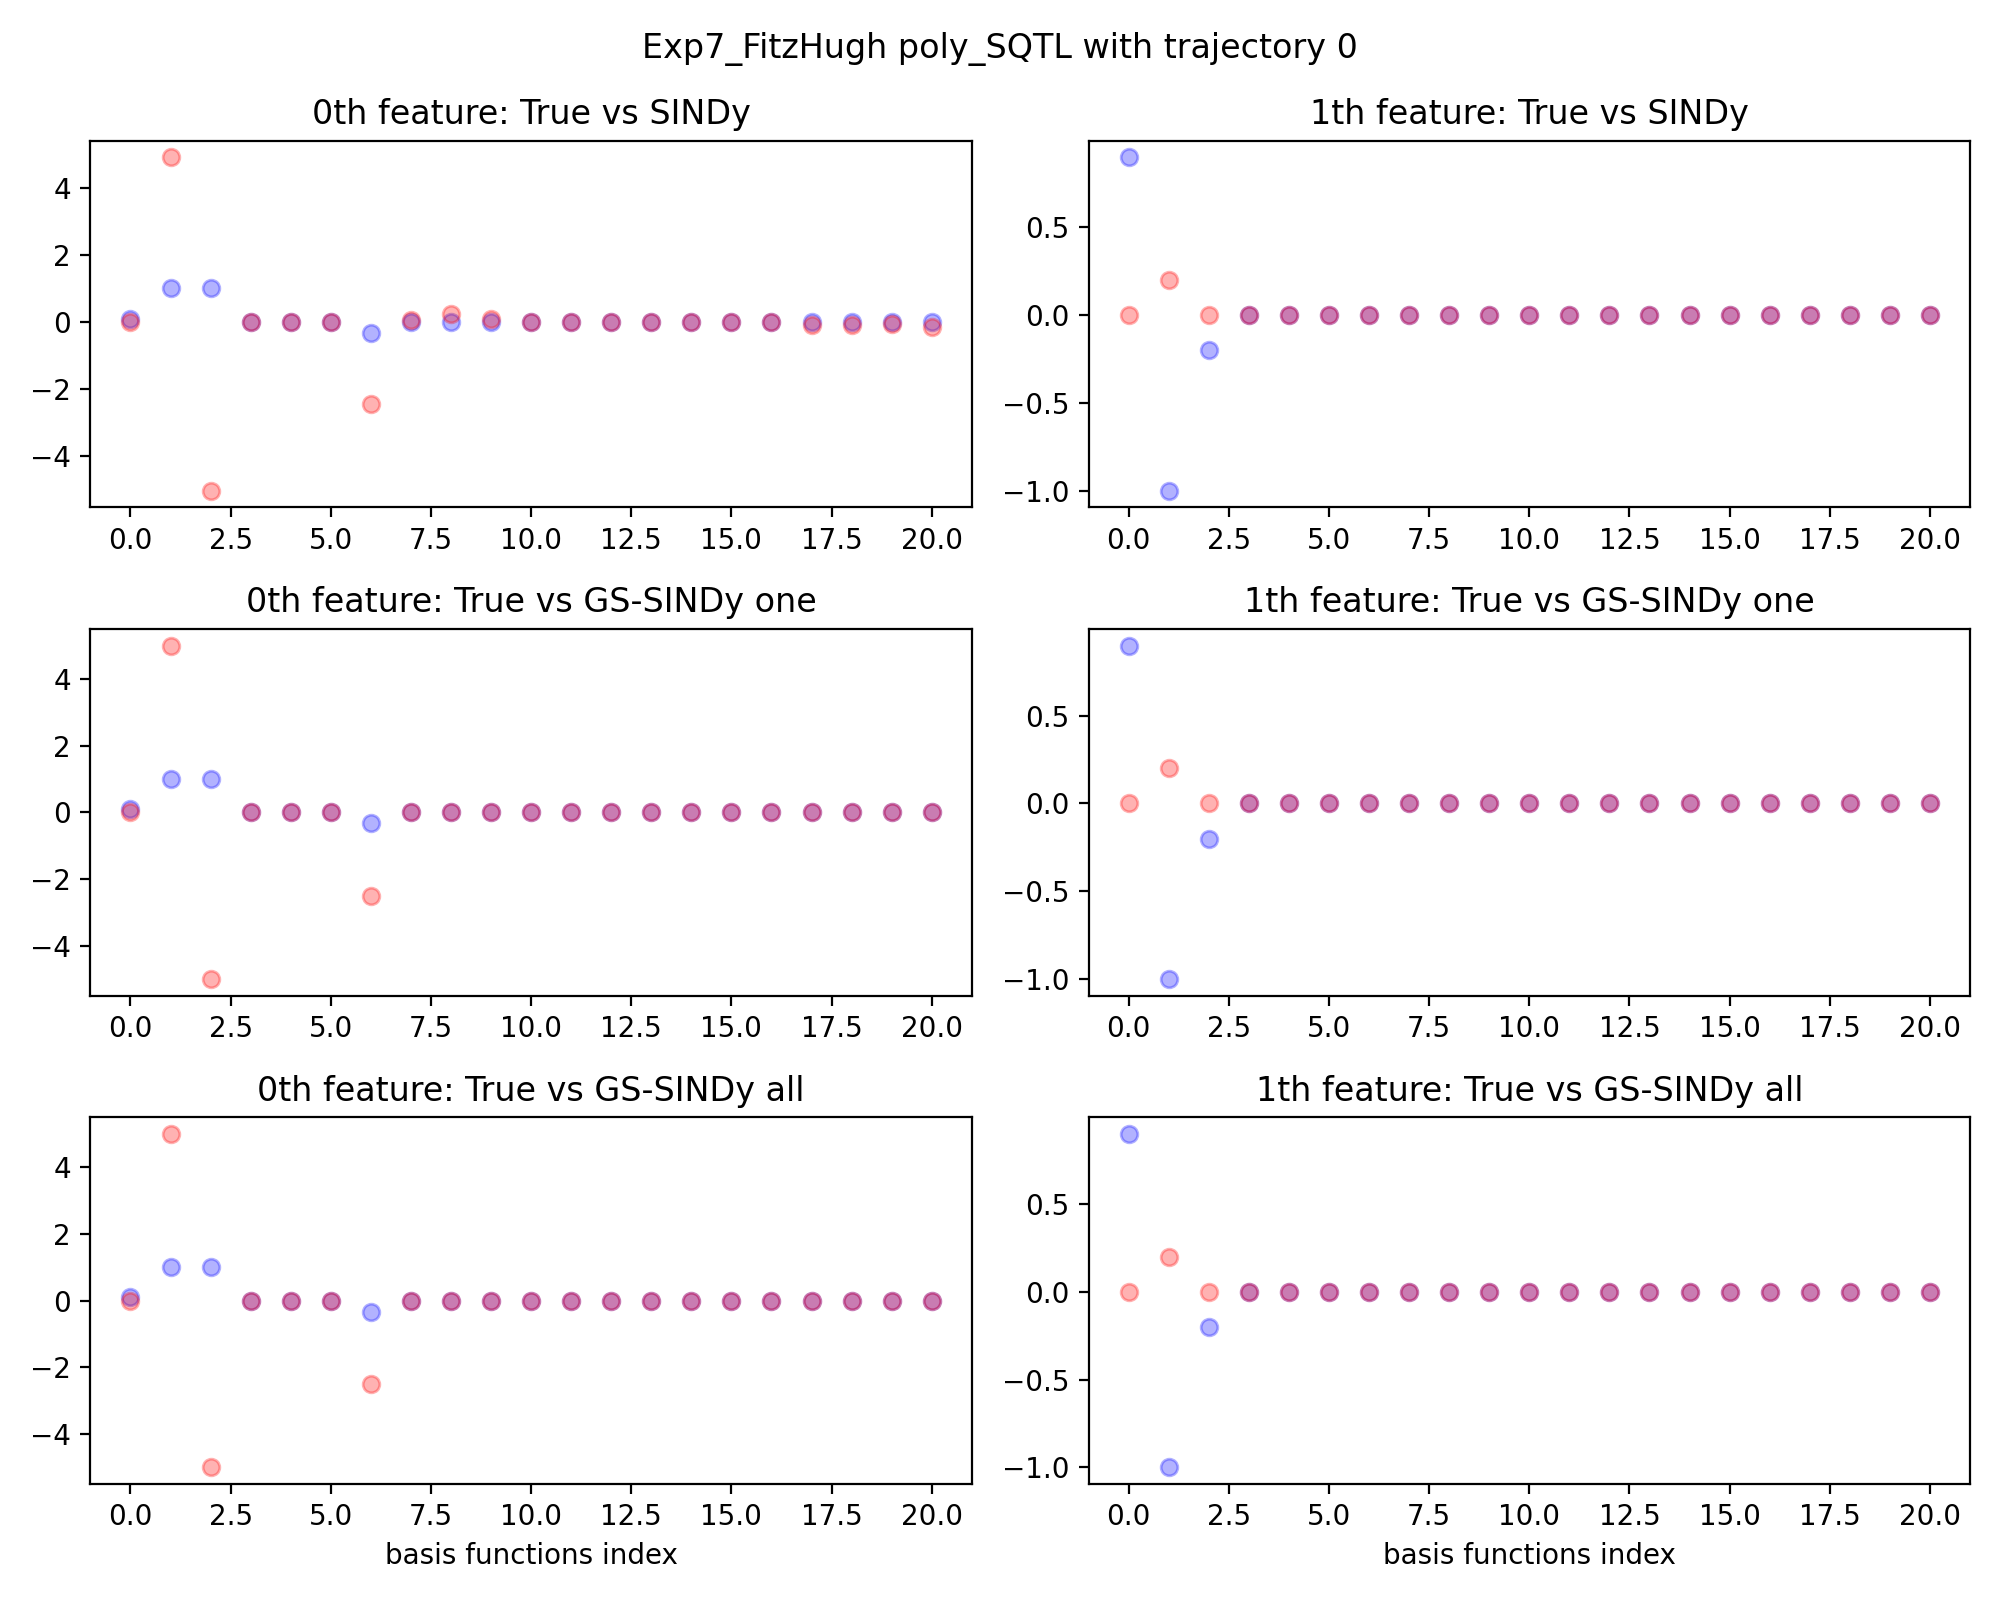 Exp7_FitzHugh poly_SQTL with trajectory 0
0th feature: True vs SINDy
4
2
0
−2
−4
0.0 2.5 5.0 7.5 10.0 12.5 15.0 17.5 20.0
1th feature: True vs SINDy
0.5
0.0
−0.5
−1.0
0.0 2.5 5.0 7.5 10.0 12.5 15.0 17.5 20.0
0th feature: True vs GS-SINDy one
4
2
0
−2
−4
0.0 2.5 5.0 7.5 10.0 12.5 15.0 17.5 20.0
1th feature: True vs GS-SINDy one
0.5
0.0
−0.5
−1.0
0.0 2.5 5.0 7.5 10.0 12.5 15.0 17.5 20.0
0th feature: True vs GS-SINDy all
4
2
0
−2
−4
0.0 2.5 5.0 7.5 10.0 12.5 15.0 17.5 20.0
basis functions index
1th feature: True vs GS-SINDy all
0.5
0.0
−0.5
−1.0
0.0 2.5 5.0 7.5 10.0 12.5 15.0 17.5 20.0
basis functions index